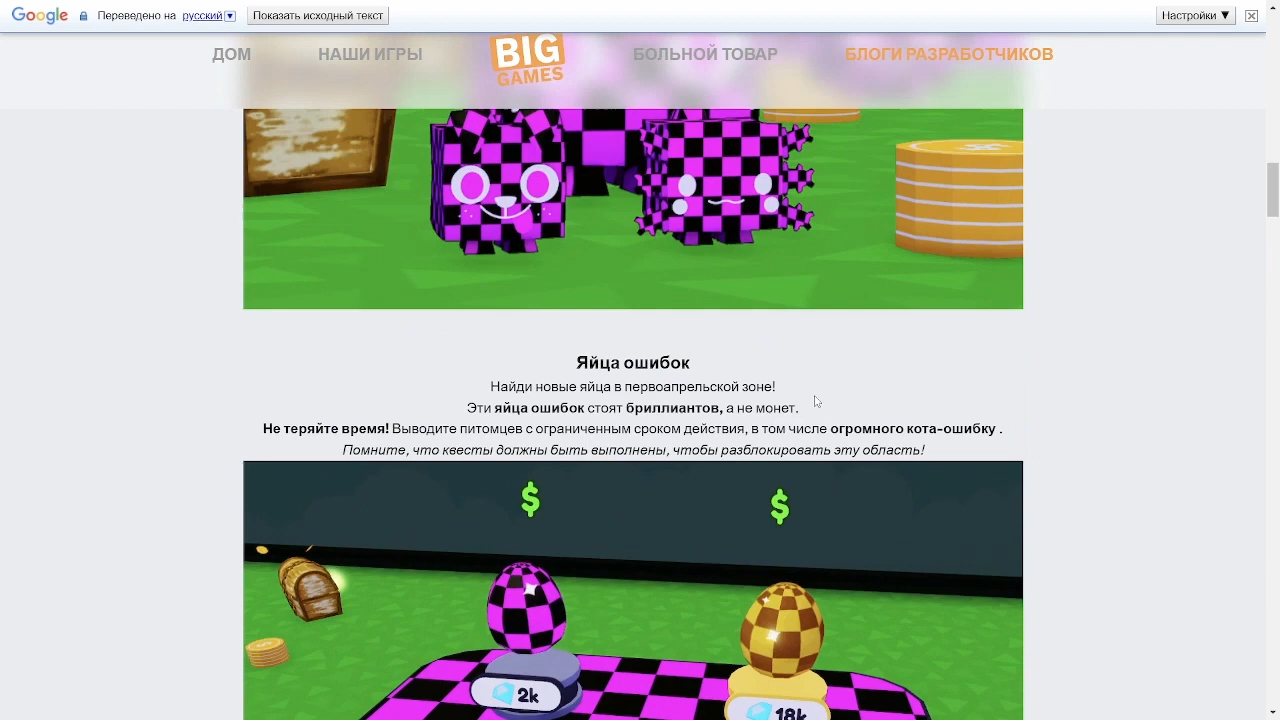 Google Переведено на русский Показать исходный текст Настройки ▼
ДОМ НАШИ ИГРЫ BIG GAMES БОЛЬНОЙ ТОВАР БЛОГИ РАЗРАБОТЧИКОВ
Яйца ошибок
Найди новые яйца в первоапрельской зоне!
Эти яйца ошибок стоят бриллиантов, а не монет.
Не теряйте время! Выводите питомцев с ограниченным сроком действия, в том числе огромного кота-ошибку .
Помните, что квесты должны быть выполнены, чтобы разблокировать эту область!
$ $
2k 18k